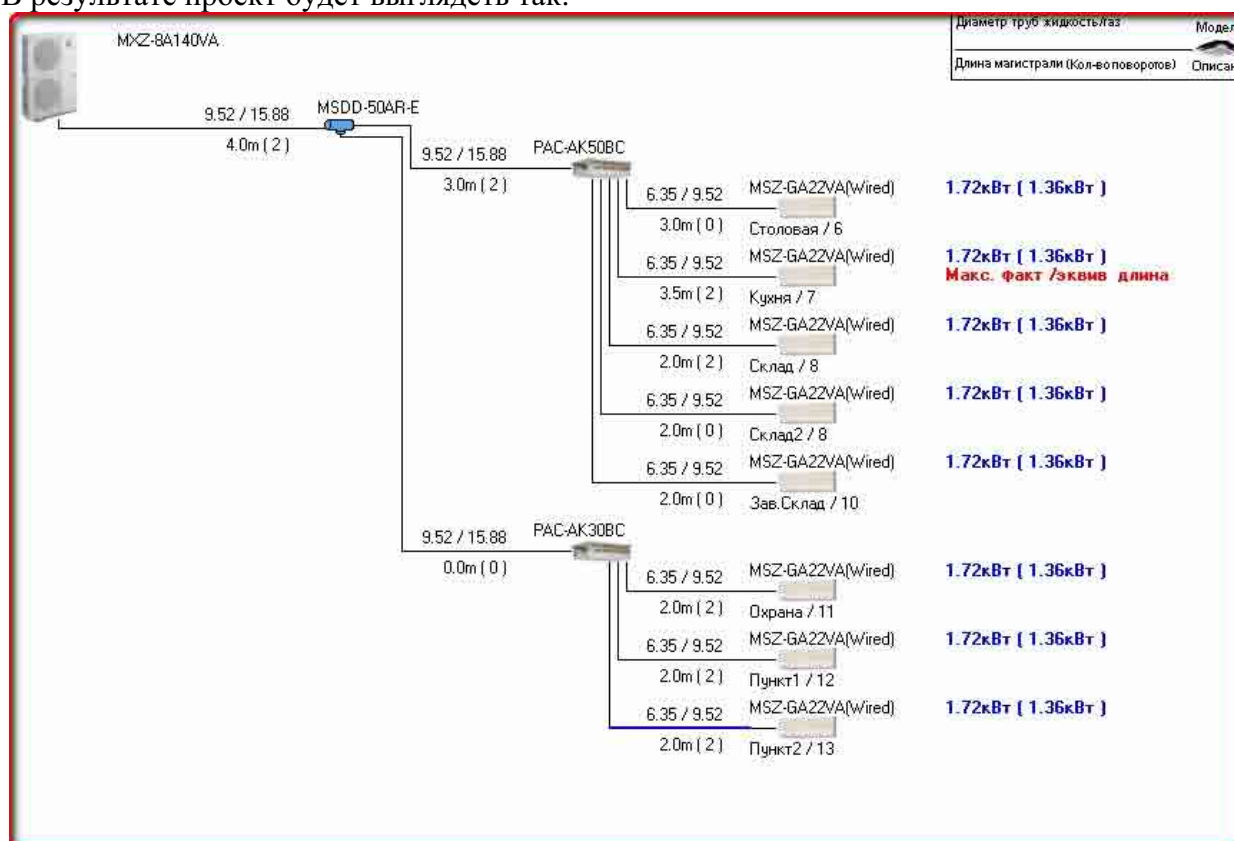 В результате проект будет выглядеть так:
Диаметр труб жидкость/газ
Длина магистрали (Кол-во поворотов)
MXZ-8A140VA
9.52 / 15.88
4.0m ( 2 )
MSDD-50AR-E
9.52 / 15.88
3.0m ( 2 )
PAC-AK50BC
6.35 / 9.52
3.0m ( 0 )
MSZ-GA22VA(Wired)
Столовая / 6
1.72кВт ( 1.36кВт )
6.35 / 9.52
3.5m ( 2 )
MSZ-GA22VA(Wired)
Кухня / 7
1.72кВт ( 1.36кВт )
Макс. факт /эквив длина
6.35 / 9.52
2.0m ( 2 )
MSZ-GA22VA(Wired)
Склад / 8
1.72кВт ( 1.36кВт )
6.35 / 9.52
2.0m ( 0 )
MSZ-GA22VA(Wired)
Склад2 / 8
1.72кВт ( 1.36кВт )
6.35 / 9.52
2.0m ( 0 )
MSZ-GA22VA(Wired)
Зав.Склад / 10
1.72кВт ( 1.36кВт )
9.52 / 15.88
0.0m ( 0 )
PAC-AK30BC
6.35 / 9.52
2.0m ( 2 )
MSZ-GA22VA(Wired)
Охрана / 11
1.72кВт ( 1.36кВт )
6.35 / 9.52
2.0m ( 2 )
MSZ-GA22VA(Wired)
Пункт1 / 12
1.72кВт ( 1.36кВт )
6.35 / 9.52
2.0m ( 2 )
MSZ-GA22VA(Wired)
Пункт2 / 13
1.72кВт ( 1.36кВт )